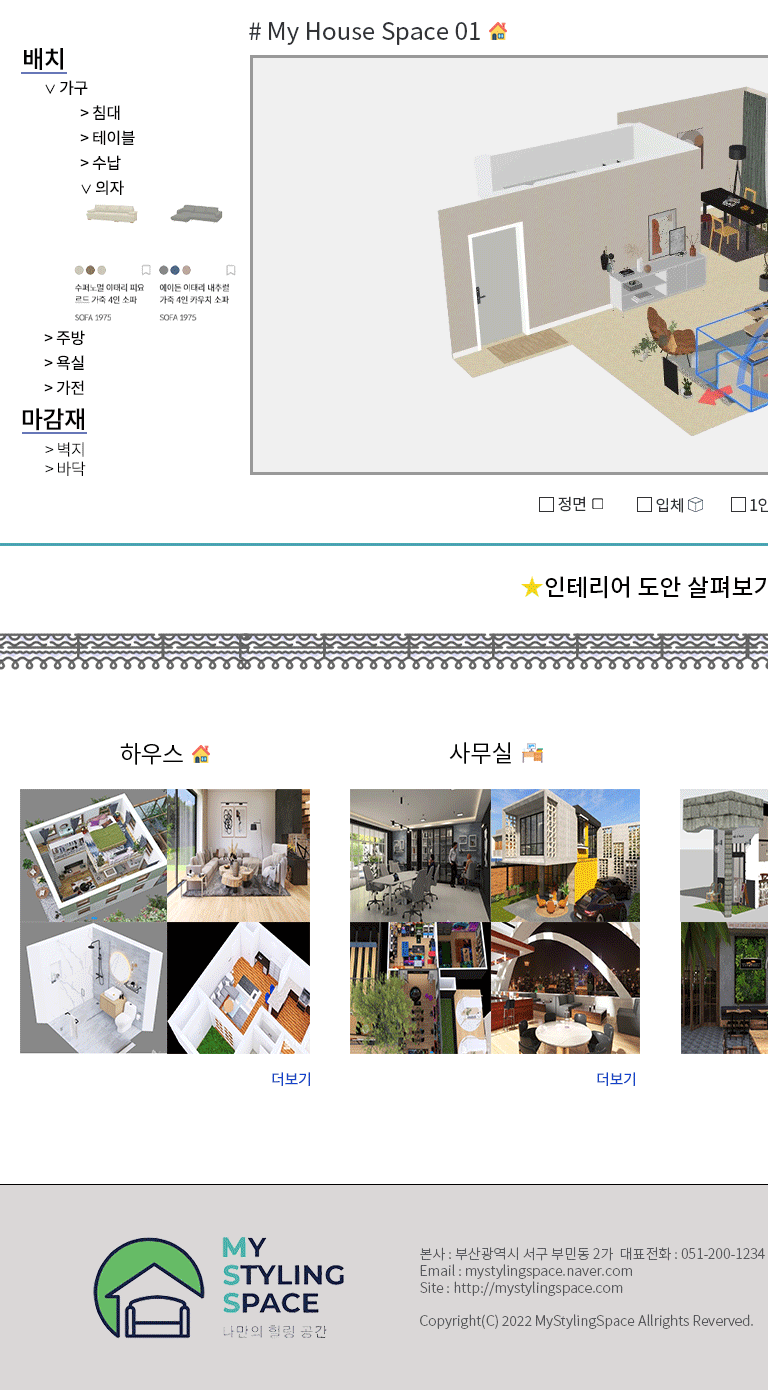 # My House Space 01
배치
∨ 가구
> 침대
> 테이블
> 수납
∨ 의자
수퍼노멀 이태리 피요르드 가죽 4인 소파
SOFA 1975
에이든 이태리 내추럴 가죽 4인 카우치 소파
SOFA 1975
> 주방
> 욕실
> 가전
마감재
> 벽지
> 바닥
정면
입체
1인
★인테리어 도안 살펴보기
하우스
사무실
더보기
더보기
MY
STYLING
SPACE
나만의 힐링 공간
본사 : 부산광역시 서구 부민동 2가 대표전화 : 051-200-1234
Email : mystylingspace.naver.com
Site : http://mystylingspace.com
Copyright(C) 2022 MyStylingSpace Allrights Reverved.